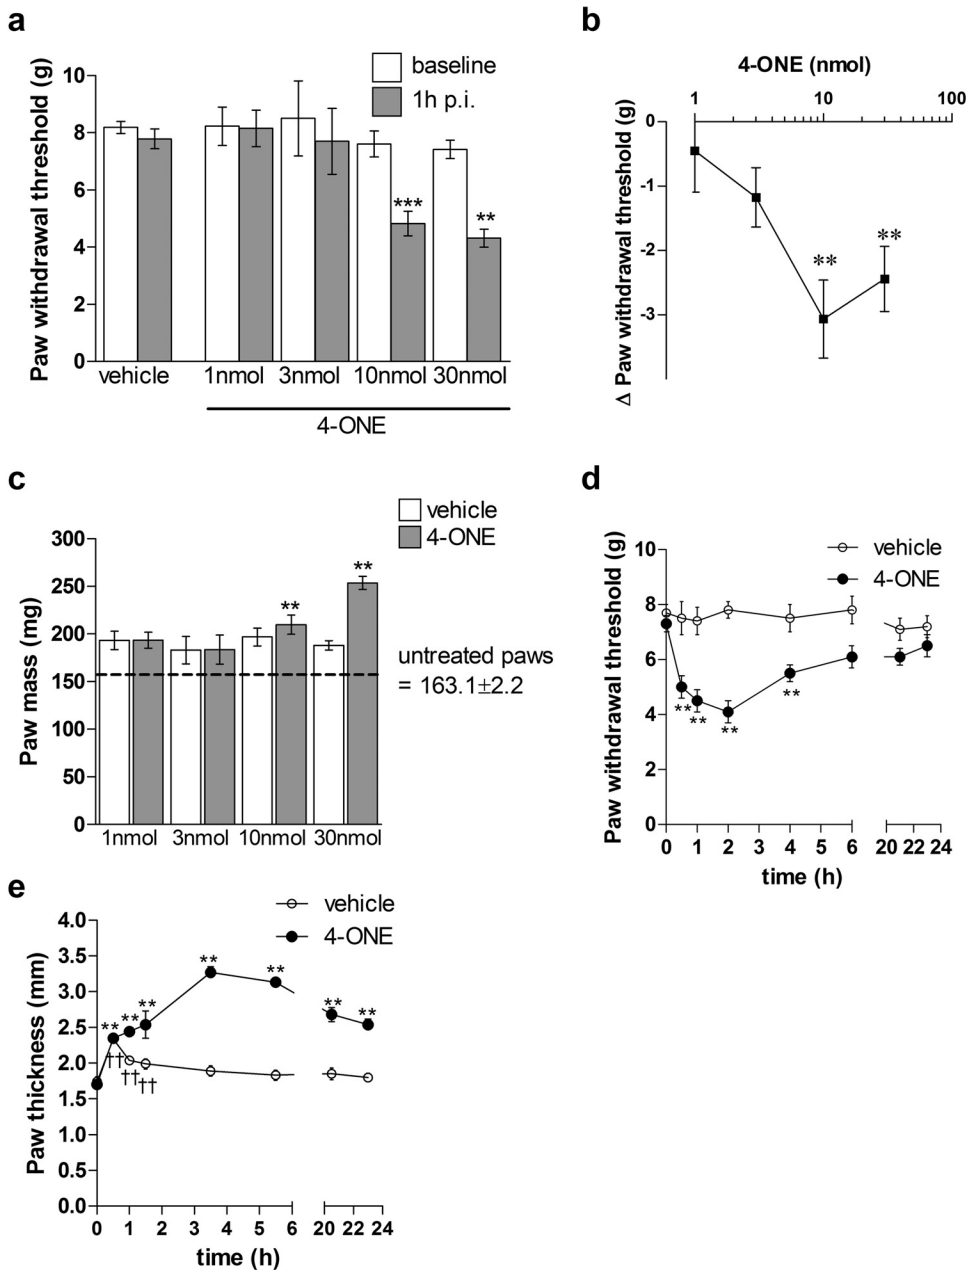 a
Paw withdrawal threshold (g)
10
8
6
4
2
0
baseline
1h p.i.
***
**
vehicle
1nmol
3nmol
10nmol
30nmol
4-ONE
b
4-ONE (nmol)
1
10
100
Δ Paw withdrawal threshold (g)
0
-1
-2
-3
**
**
c
vehicle
4-ONE
Paw mass (mg)
300
250
200
150
100
50
0
**
**
untreated paws
= 163.1±2.2
1nmol
3nmol
10nmol
30nmol
d
vehicle
4-ONE
Paw withdrawal threshold (g)
10
8
6
4
2
0
**
**
**
**
0 1 2 3 4 5 6 20 22 24
time (h)
e
vehicle
4-ONE
Paw thickness (mm)
4.0
3.5
3.0
2.5
2.0
1.5
1.0
0.5
0.0
**
**
**
**
**
**
**
††
††
††
0 1 2 3 4 5 6 20 22 24
time (h)